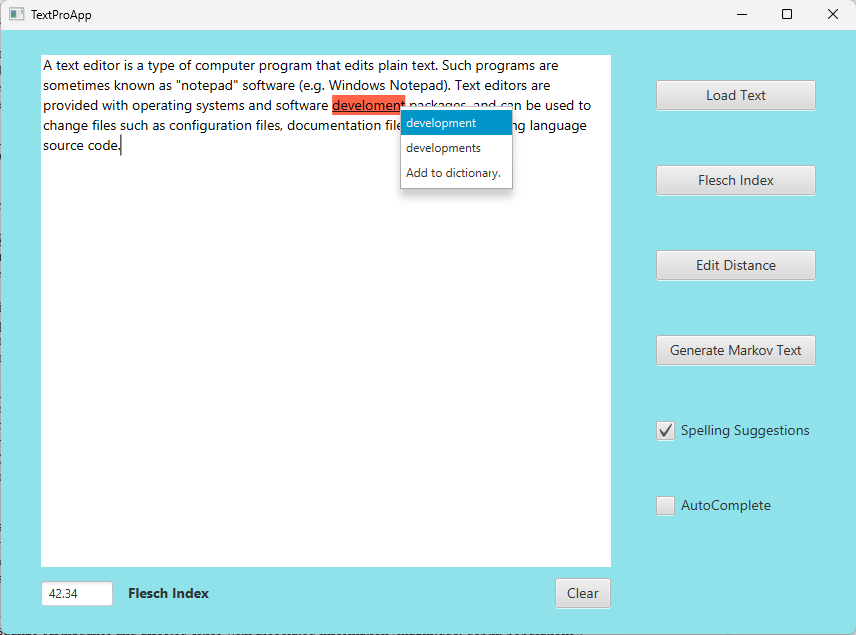 TextProApp
A text editor is a type of computer program that edits plain text. Such programs are
sometimes known as "notepad" software (e.g. Windows Notepad). Text editors are
provided with operating systems and software develoment packages, and can be used to
change files such as configuration files, documentation file ng language
source code.
development
developments
Add to dictionary.
Load Text
Flesch Index
Edit Distance
Generate Markov Text
Spelling Suggestions
AutoComplete
42.34 Flesch Index
Clear